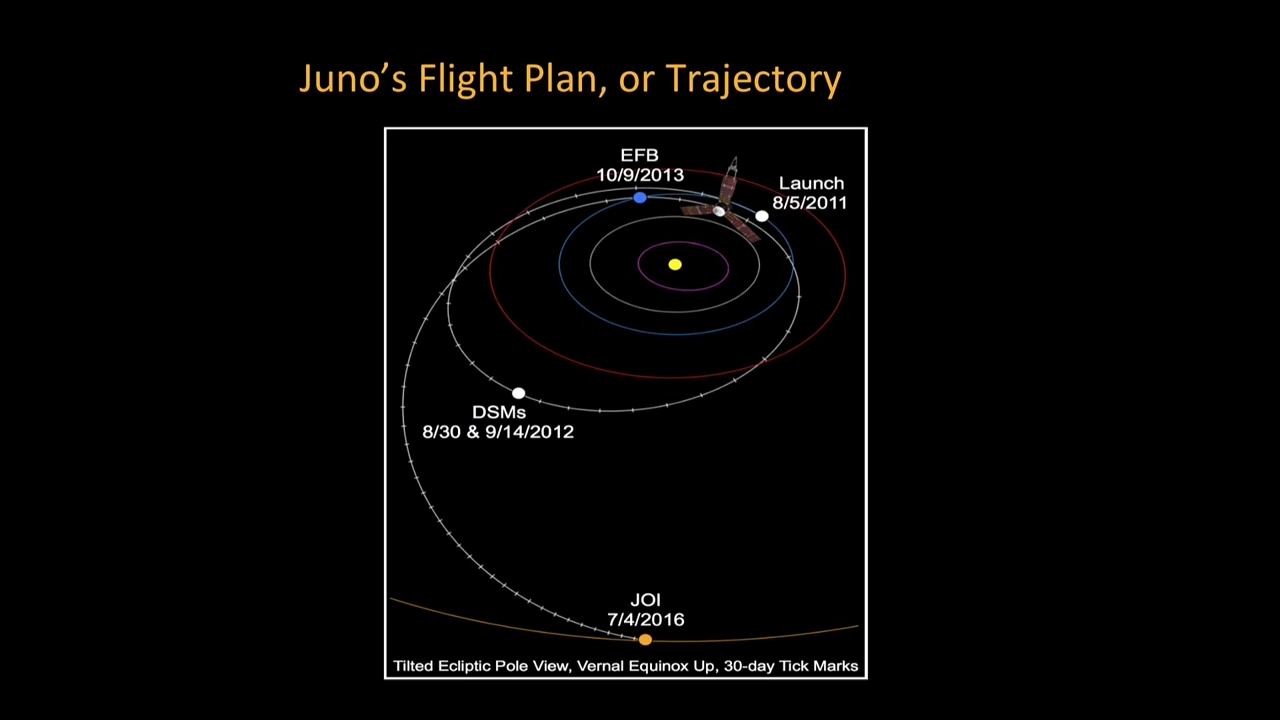 Juno’s Flight Plan, or Trajectory
EFB
10/9/2013
Launch
8/5/2011
DSMs
8/30 & 9/14/2012
JOI
7/4/2016
Tilted Ecliptic Pole View, Vernal Equinox Up, 30-day Tick Marks